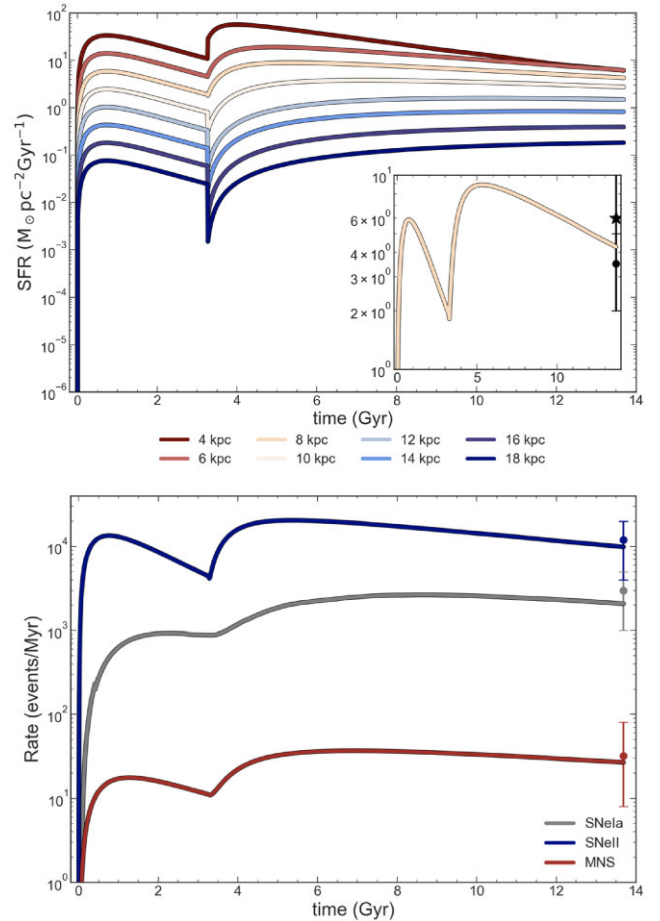 10²
10¹
10⁰
10⁻¹
10⁻²
10⁻³
10⁻⁴
10⁻⁵
10⁻⁶
SFR (M⊙pc⁻²Gyr⁻¹)
10¹
6 × 10⁰
4 × 10⁰
3 × 10⁰
2 × 10⁰
10⁰
0 5 10
0 2 4 6 8 10 12 14
time (Gyr)
4 kpc 8 kpc 12 kpc 16 kpc
6 kpc 10 kpc 14 kpc 18 kpc
10⁴
10³
10²
10¹
10⁰
Rate (events/Myr)
SNeIa
SNeII
MNS
0 2 4 6 8 10 12 14
time (Gyr)